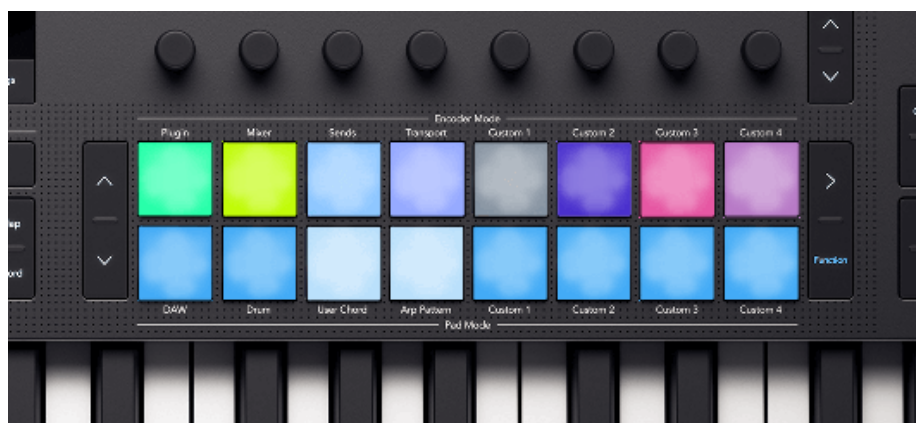 Encoder Mode
Plugin Mixer Sends Transport Custom 1 Custom 2 Custom 3 Custom 4
Function
DAW Drum User Chord Arp Pattern Custom 1 Custom 2 Custom 3 Custom 4
Pad Mode